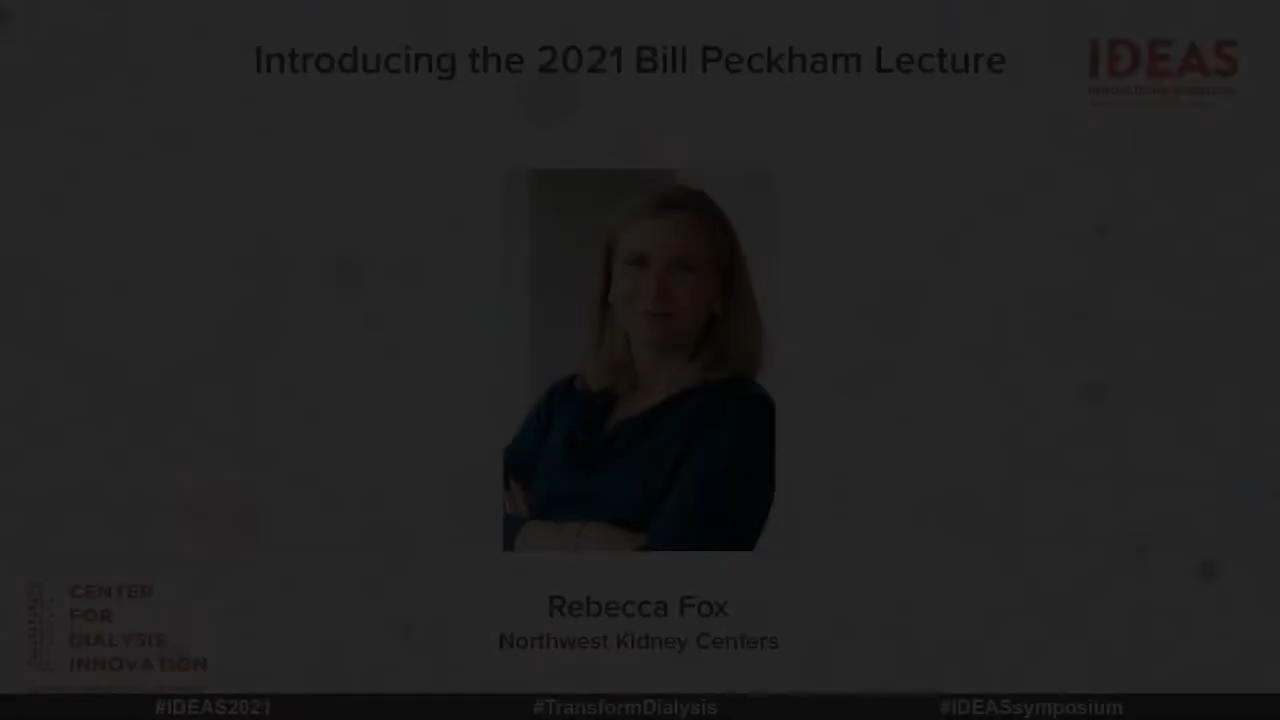 Introducing the 2021 Bill Peckham Lecture
IDEAS
Rebecca Fox
Northwest Kidney Centers
CENTER
FOR
DIALYSIS
INNOVATION
#IDEAS2021
#TransformDialysis
#IDEASsymposium